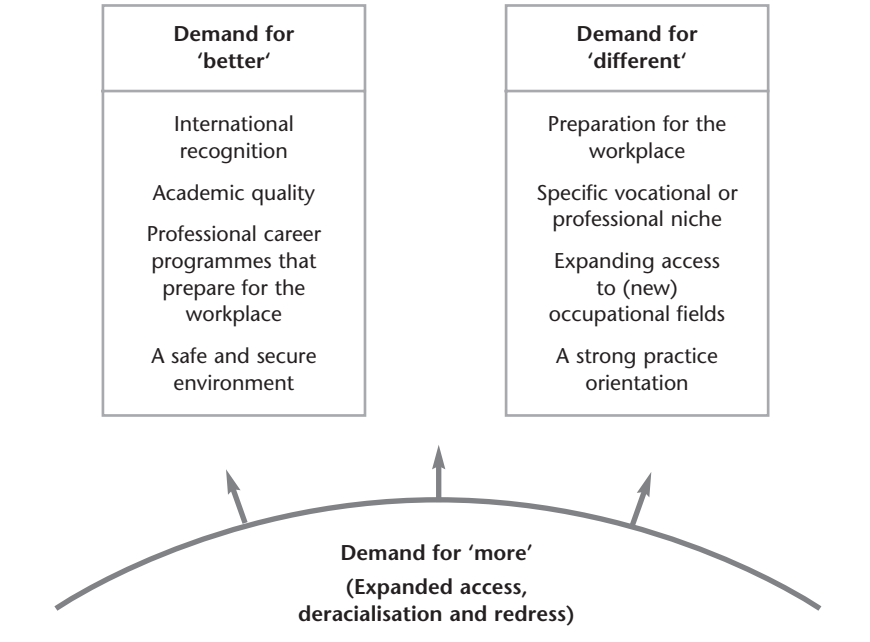 Demand for
‘better‘
International
recognition
Academic quality
Professional career
programmes that
prepare for the
workplace
A safe and secure
environment
Demand for
‘different‘
Preparation for the
workplace
Specific vocational or
professional niche
Expanding access
to (new)
occupational fields
A strong practice
orientation
Demand for ‘more’
(Expanded access,
deracialisation and redress)